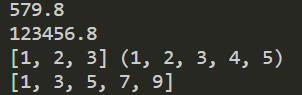 579.8
123456.8
[1, 2, 3] (1, 2, 3, 4, 5)
[1, 3, 5, 7, 9]